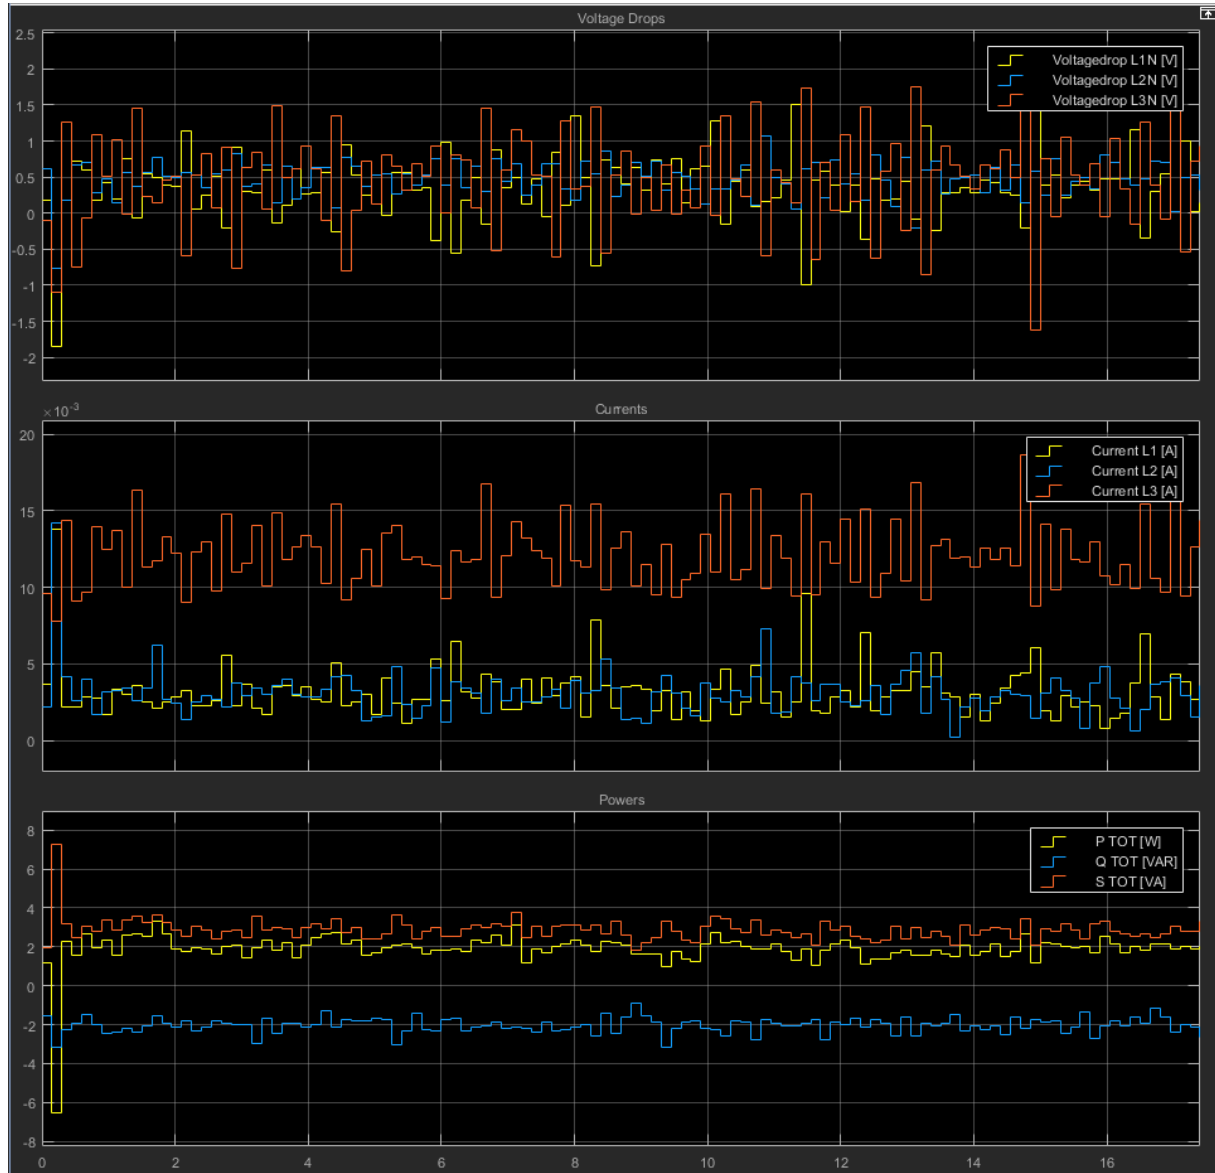 Voltage Drops
2.5
2
1.5
1
0.5
0
-0.5
-1
-1.5
-2
Voltagedrop L1N [V]
Voltagedrop L2N [V]
Voltagedrop L3N [V]
×10⁻³
Currents
20
15
10
5
0
Current L1 [A]
Current L2 [A]
Current L3 [A]
Powers
8
6
4
2
0
-2
-4
-6
-8
P TOT [W]
Q TOT [VAR]
S TOT [VA]
0 2 4 6 8 10 12 14 16